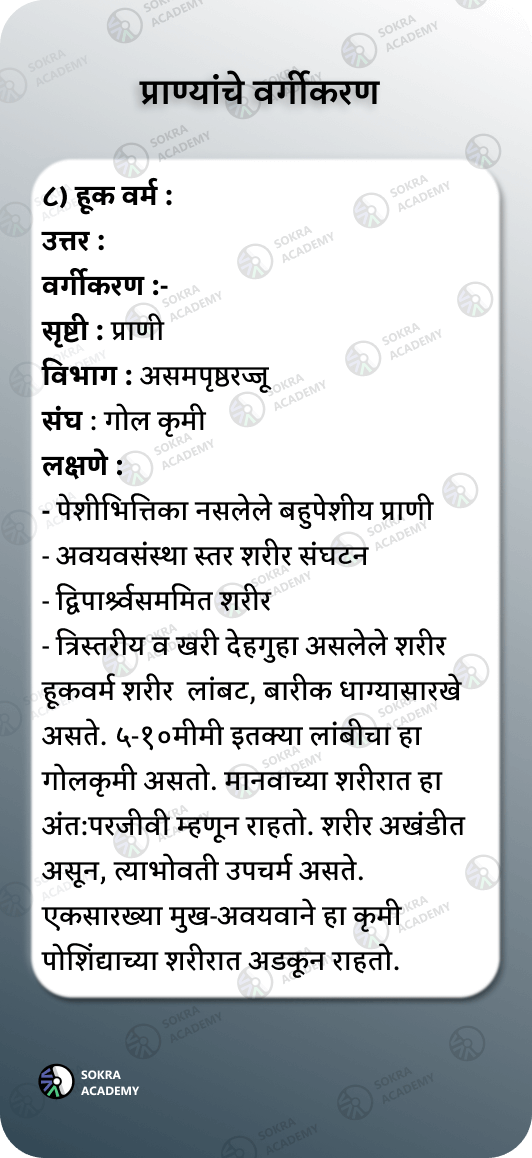 प्राण्यांचे वर्गीकरण
८) हूक वर्म :
उत्तर :
वर्गीकरण :-
सृष्टी : प्राणी
विभाग : असमपृष्ठरज्जू
संघ : गोल कृमी
लक्षणे :
- पेशीभित्तिका नसलेले बहुपेशीय प्राणी
- अवयवसंस्था स्तर शरीर संघटन
- द्विपार्श्र्वसममित शरीर
- त्रिस्तरीय व खरी देहगुहा असलेले शरीर
हूकवर्म शरीर लांबट, बारीक धाग्यासारखे
असते. ५-१०मीमी इतक्या लांबीचा हा
गोलकृमी असतो. मानवाच्या शरीरात हा
अंत:परजीवी म्हणून राहतो. शरीर अखंडीत
असून, त्याभोवती उपचर्म असते.
एकसारख्या मुख-अवयवाने हा कृमी
पोशिंद्याच्या शरीरात अडकून राहतो.
SOKRA
ACADEMY